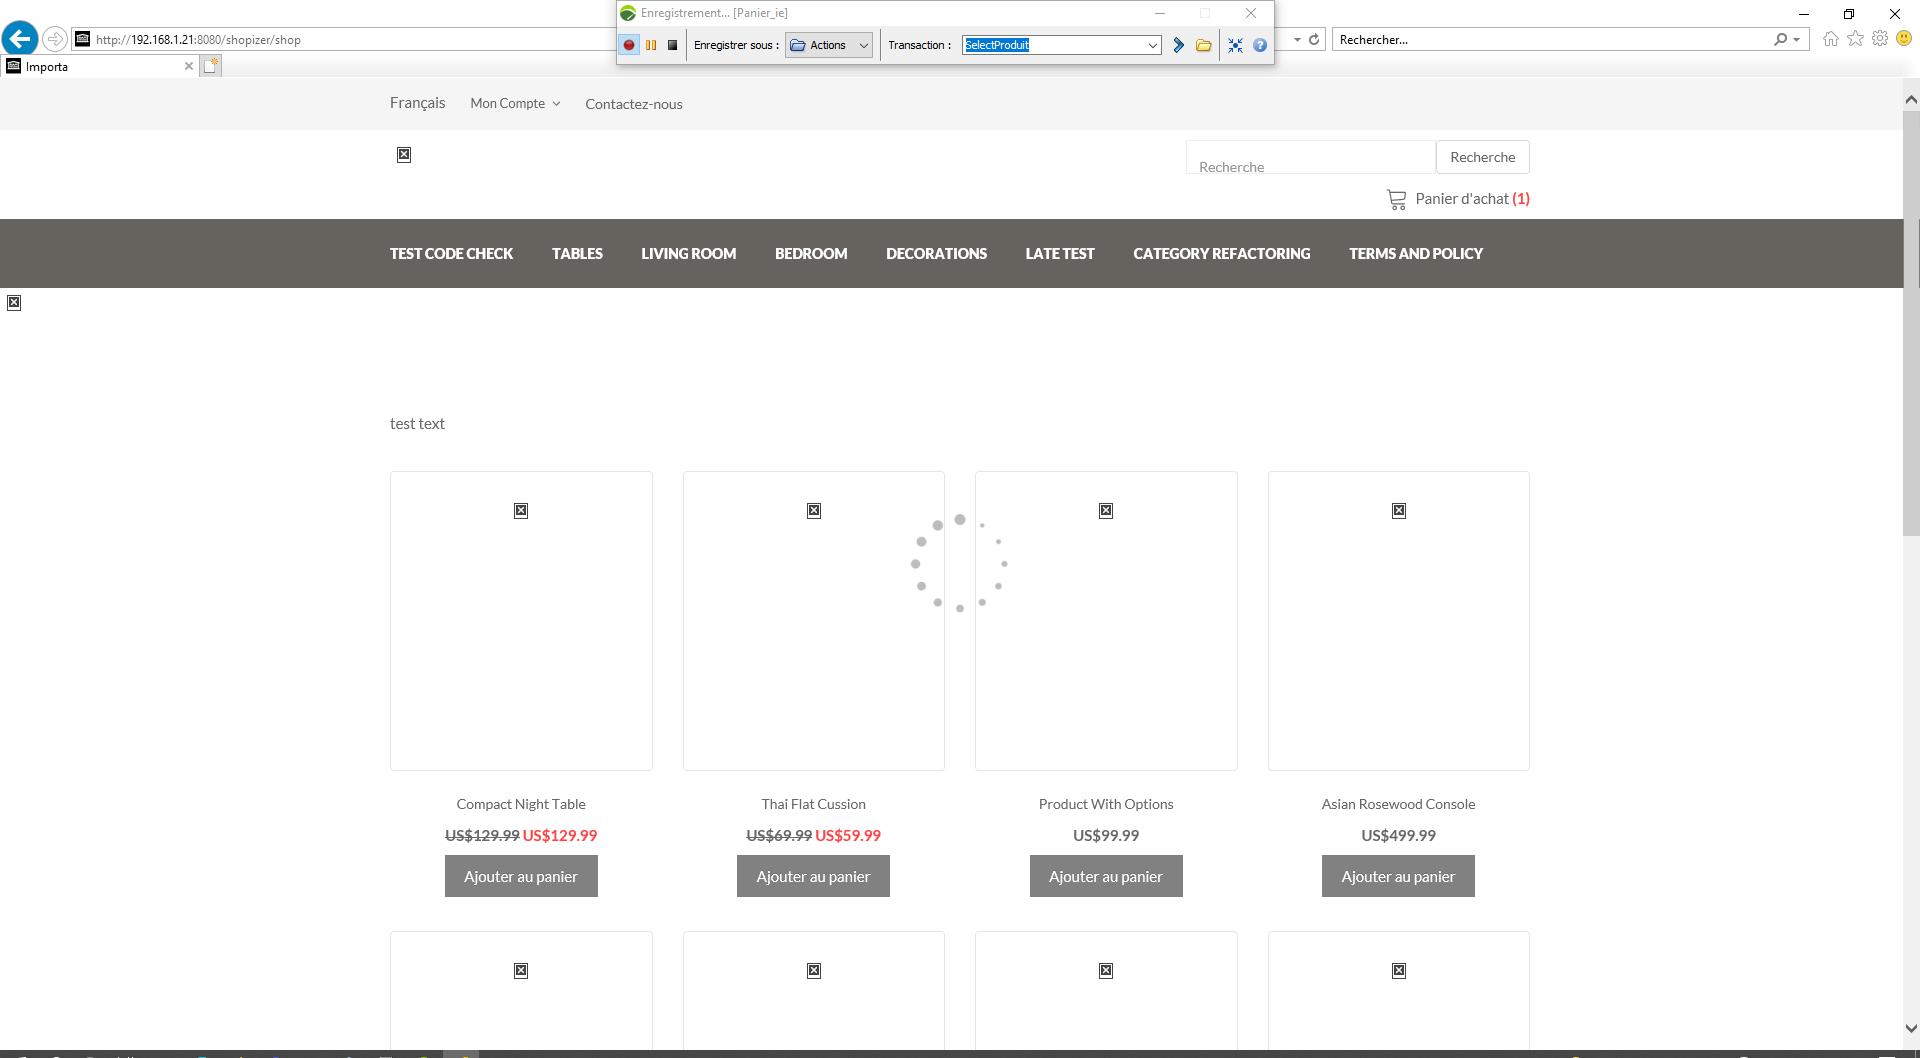 Enregistrement... [Panier_ie]
Enregistrer sous :
Actions
Transaction :
SelectProduit
http://192.168.1.21:8080/shopizer/shop
Rechercher...
Importa
Français
Mon Compte
Contactez-nous
Recherche
Recherche
Panier d'achat (1)
TEST CODE CHECK
TABLES
LIVING ROOM
BEDROOM
DECORATIONS
LATE TEST
CATEGORY REFACTORING
TERMS AND POLICY
test text
Compact Night Table
US$129.99 US$129.99
Ajouter au panier
Thai Flat Cussion
US$69.99 US$59.99
Ajouter au panier
Product With Options
US$99.99
Ajouter au panier
Asian Rosewood Console
US$499.99
Ajouter au panier